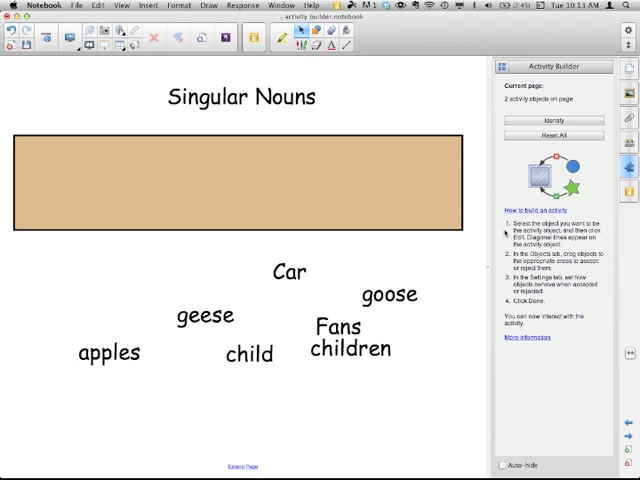 Notebook File Edit View Insert Format Draw Response Window Help
(2:45) Tue 10:13 AM Viewer
activity builder.notebook
Singular Nouns
Car
goose
geese
Fans
apples
child
children
Extend Page
Activity Builder
Current page:
2 activity objects on page
Identify
Reset All
How to build an activity
1. Select the object you want to be
the activity object, and then click
Edit. Diagonal lines appear on
the activity object.
2. In the Objects tab, drag objects to
the appropriate areas to accept
or reject them.
3. In the Settings tab, set how
objects behave when accepted
or rejected.
4. Click Done.
You can now interact with the
activity.
More information
Auto-hide